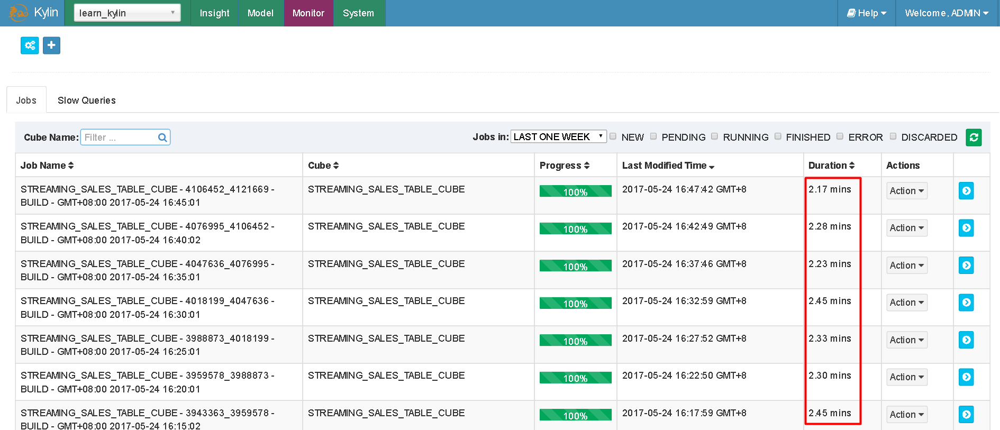 Kylin learn_kylin Insight Model Monitor System Help Welcome, ADMIN
Jobs Slow Queries
Cube Name: Filter ... Jobs in: LAST ONE WEEK NEW PENDING RUNNING FINISHED ERROR DISCARDED
Job Name Cube Progress Last Modified Time Duration Actions
STREAMING_SALES_TABLE_CUBE - 4106452_4121669 - STREAMING_SALES_TABLE_CUBE 100% 2017-05-24 16:47:42 GMT+8 2.17 mins Action
BUILD - GMT+08:00 2017-05-24 16:45:01
STREAMING_SALES_TABLE_CUBE - 4076995_4106452 - STREAMING_SALES_TABLE_CUBE 100% 2017-05-24 16:42:49 GMT+8 2.28 mins Action
BUILD - GMT+08:00 2017-05-24 16:40:02
STREAMING_SALES_TABLE_CUBE - 4047636_4076995 - STREAMING_SALES_TABLE_CUBE 100% 2017-05-24 16:37:46 GMT+8 2.23 mins Action
BUILD - GMT+08:00 2017-05-24 16:35:01
STREAMING_SALES_TABLE_CUBE - 4018199_4047636 - STREAMING_SALES_TABLE_CUBE 100% 2017-05-24 16:32:59 GMT+8 2.45 mins Action
BUILD - GMT+08:00 2017-05-24 16:30:01
STREAMING_SALES_TABLE_CUBE - 3988873_4018199 - STREAMING_SALES_TABLE_CUBE 100% 2017-05-24 16:27:52 GMT+8 2.33 mins Action
BUILD - GMT+08:00 2017-05-24 16:25:01
STREAMING_SALES_TABLE_CUBE - 3959578_3988873 - STREAMING_SALES_TABLE_CUBE 100% 2017-05-24 16:22:50 GMT+8 2.30 mins Action
BUILD - GMT+08:00 2017-05-24 16:20:01
STREAMING_SALES_TABLE_CUBE - 3943363_3959578 - STREAMING_SALES_TABLE_CUBE 100% 2017-05-24 16:17:59 GMT+8 2.45 mins Action
BUILD - GMT+08:00 2017-05-24 16:15:02